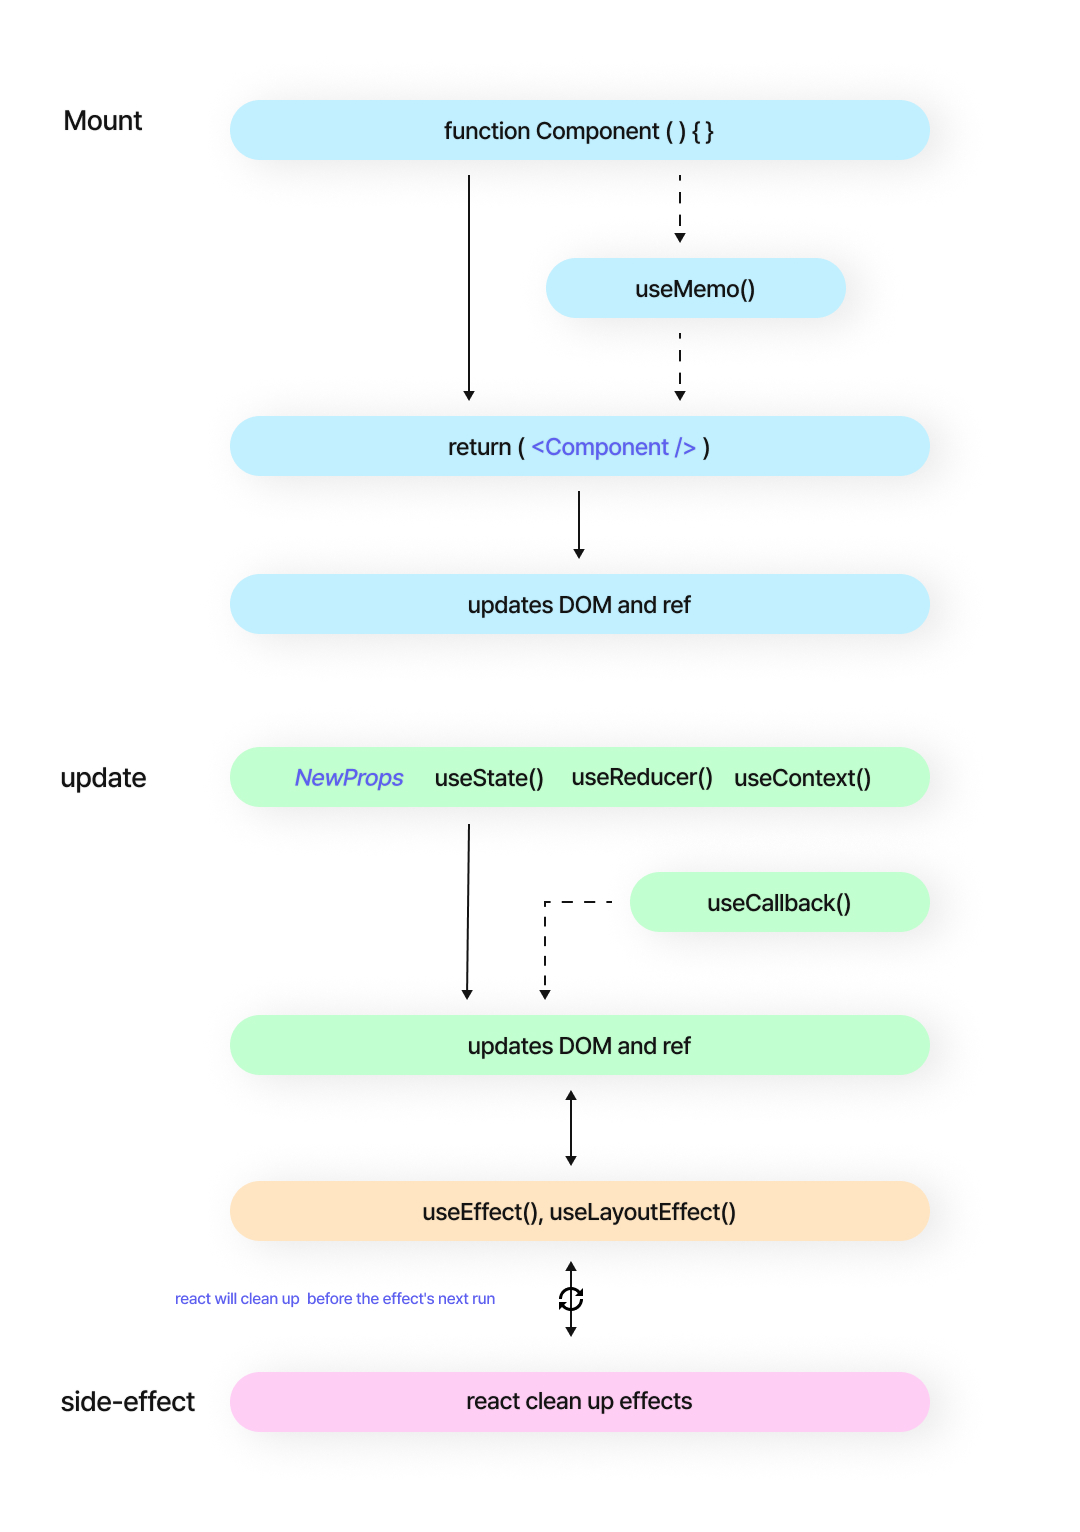 Mount
function Component ( ) { }
useMemo()
return ( <Component /> )
updates DOM and ref
update
NewProps useState() useReducer() useContext()
useCallback()
updates DOM and ref
useEffect(), useLayoutEffect()
react will clean up before the effect's next run
side-effect
react clean up effects